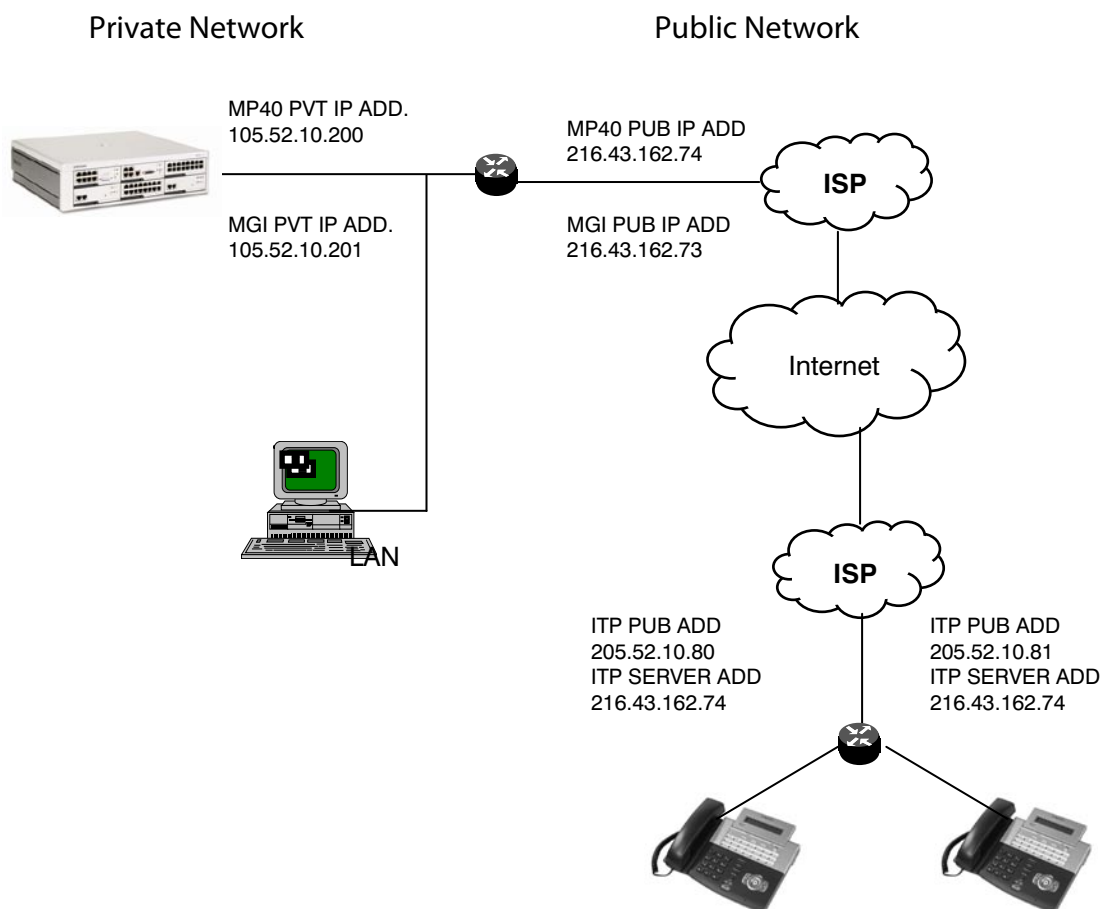 Private Network
Public Network
MP40 PVT IP ADD.
105.52.10.200
MP40 PUB IP ADD
216.43.162.74
ISP
MGI PVT IP ADD.
105.52.10.201
MGI PUB IP ADD
216.43.162.73
Internet
LAN
ISP
ITP PUB ADD
205.52.10.80
ITP SERVER ADD
216.43.162.74
ITP PUB ADD
205.52.10.81
ITP SERVER ADD
216.43.162.74